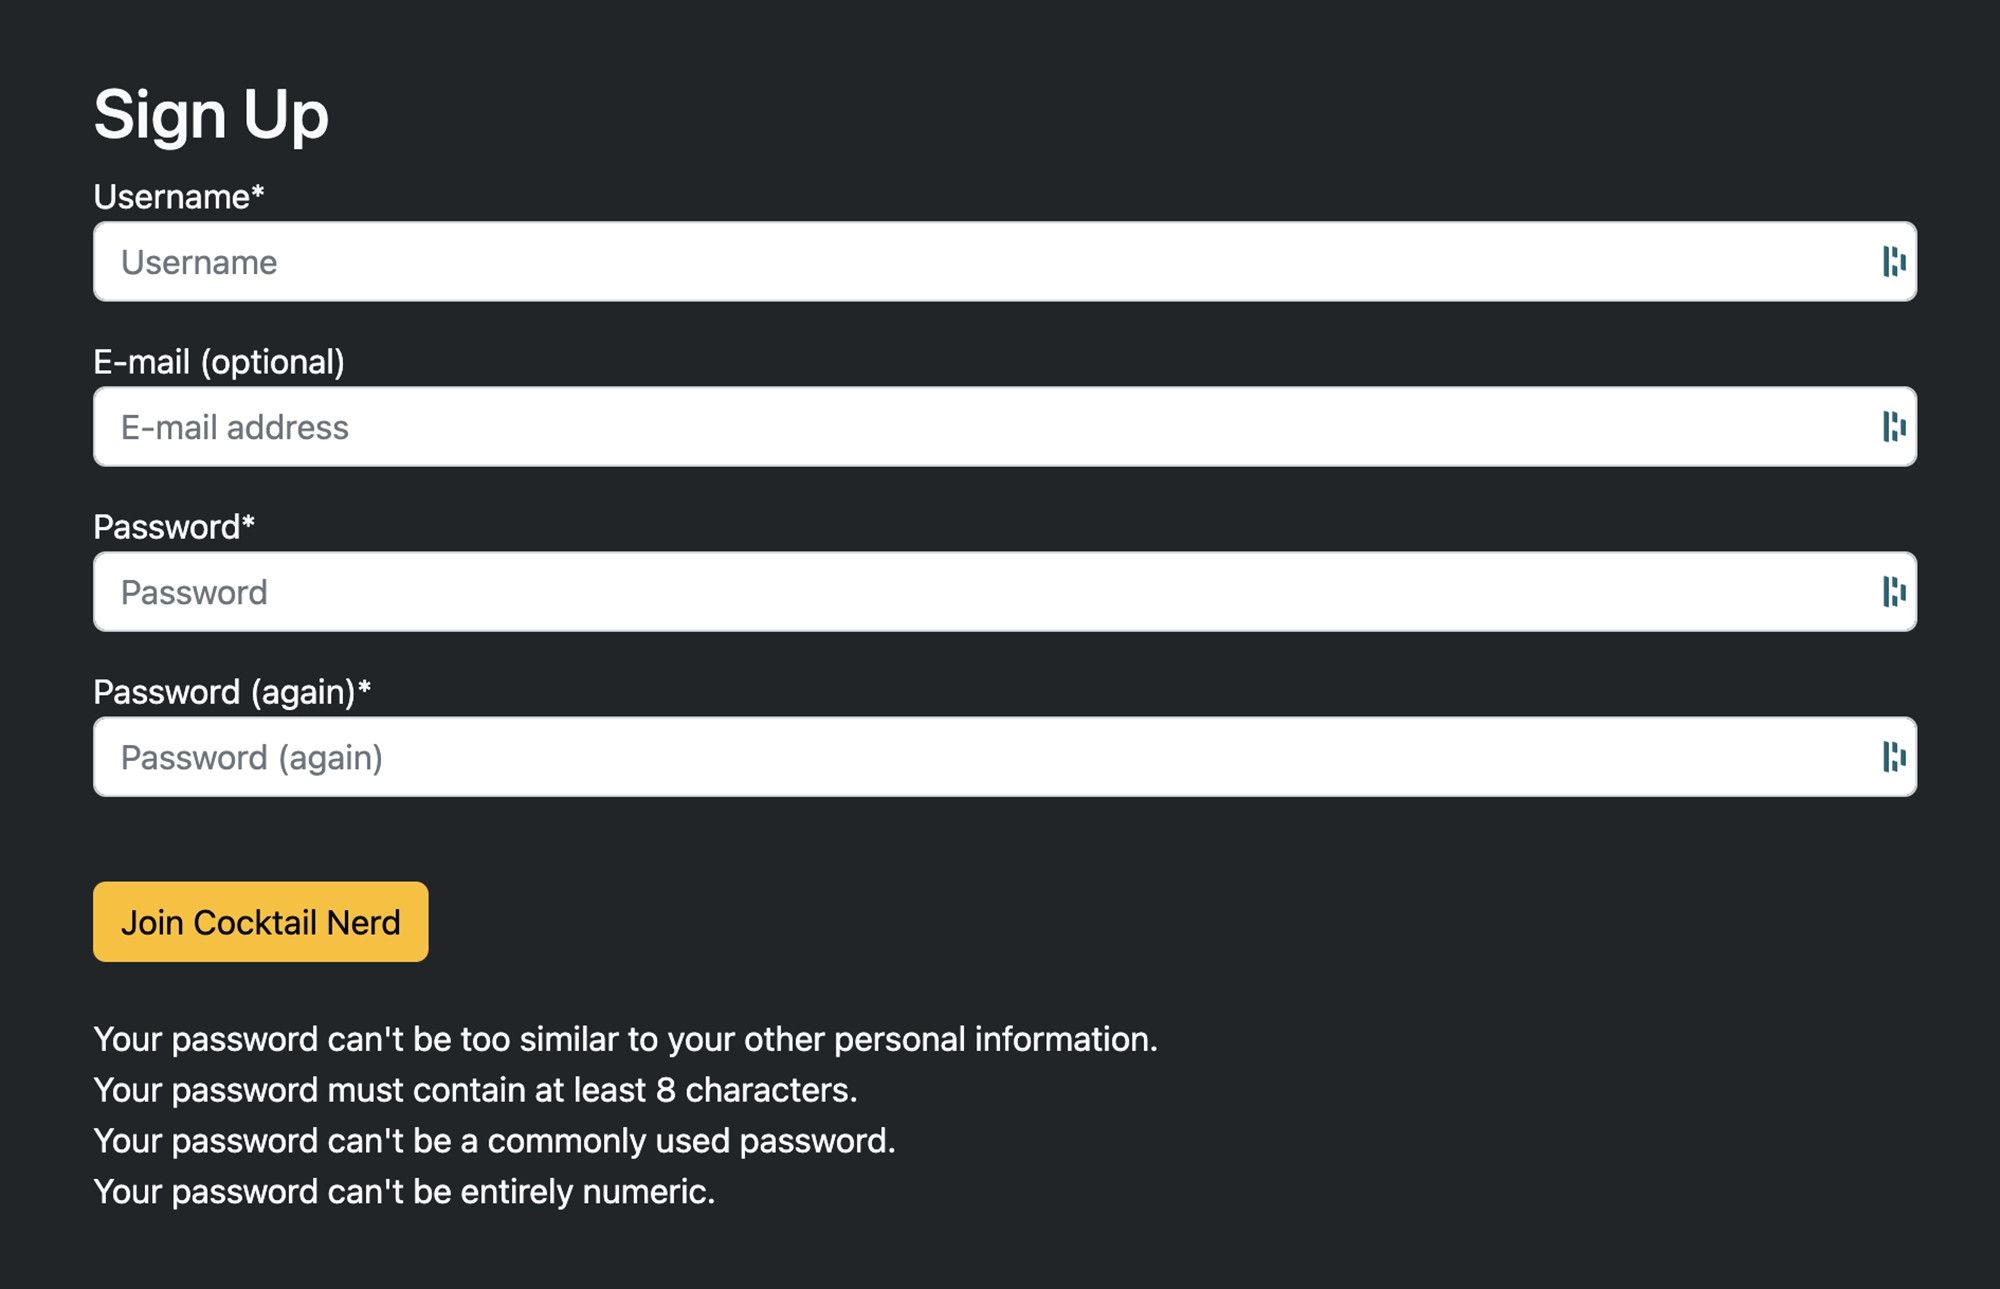 Sign Up
Username*
Username
E-mail (optional)
E-mail address
Password*
Password
Password (again)*
Password (again)
Join Cocktail Nerd
Your password can't be too similar to your other personal information.
Your password must contain at least 8 characters.
Your password can't be a commonly used password.
Your password can't be entirely numeric.